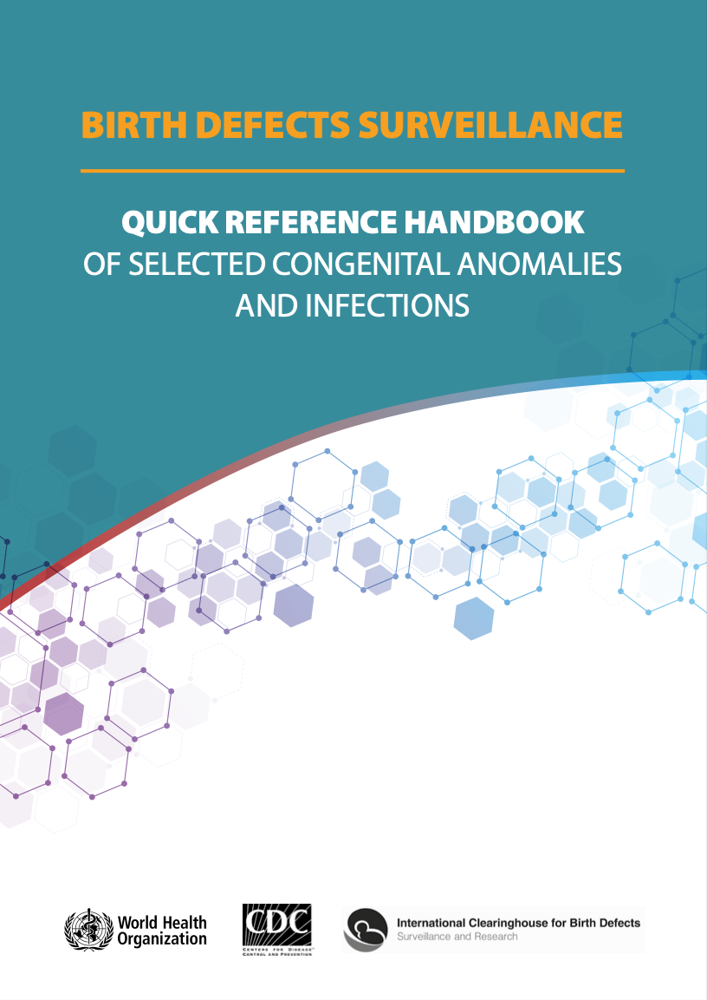 BIRTH DEFECTS SURVEILLANCE
QUICK REFERENCE HANDBOOK
OF SELECTED CONGENITAL ANOMALIES
AND INFECTIONS
World Health
Organization
CDC
CENTERS FOR DISEASE
CONTROL AND PREVENTION
International Clearinghouse for Birth Defects
Surveillance and Research